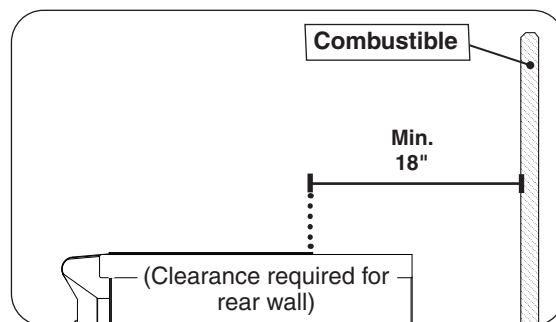 Combustible
Min.
18"
(Clearance required for
rear wall)